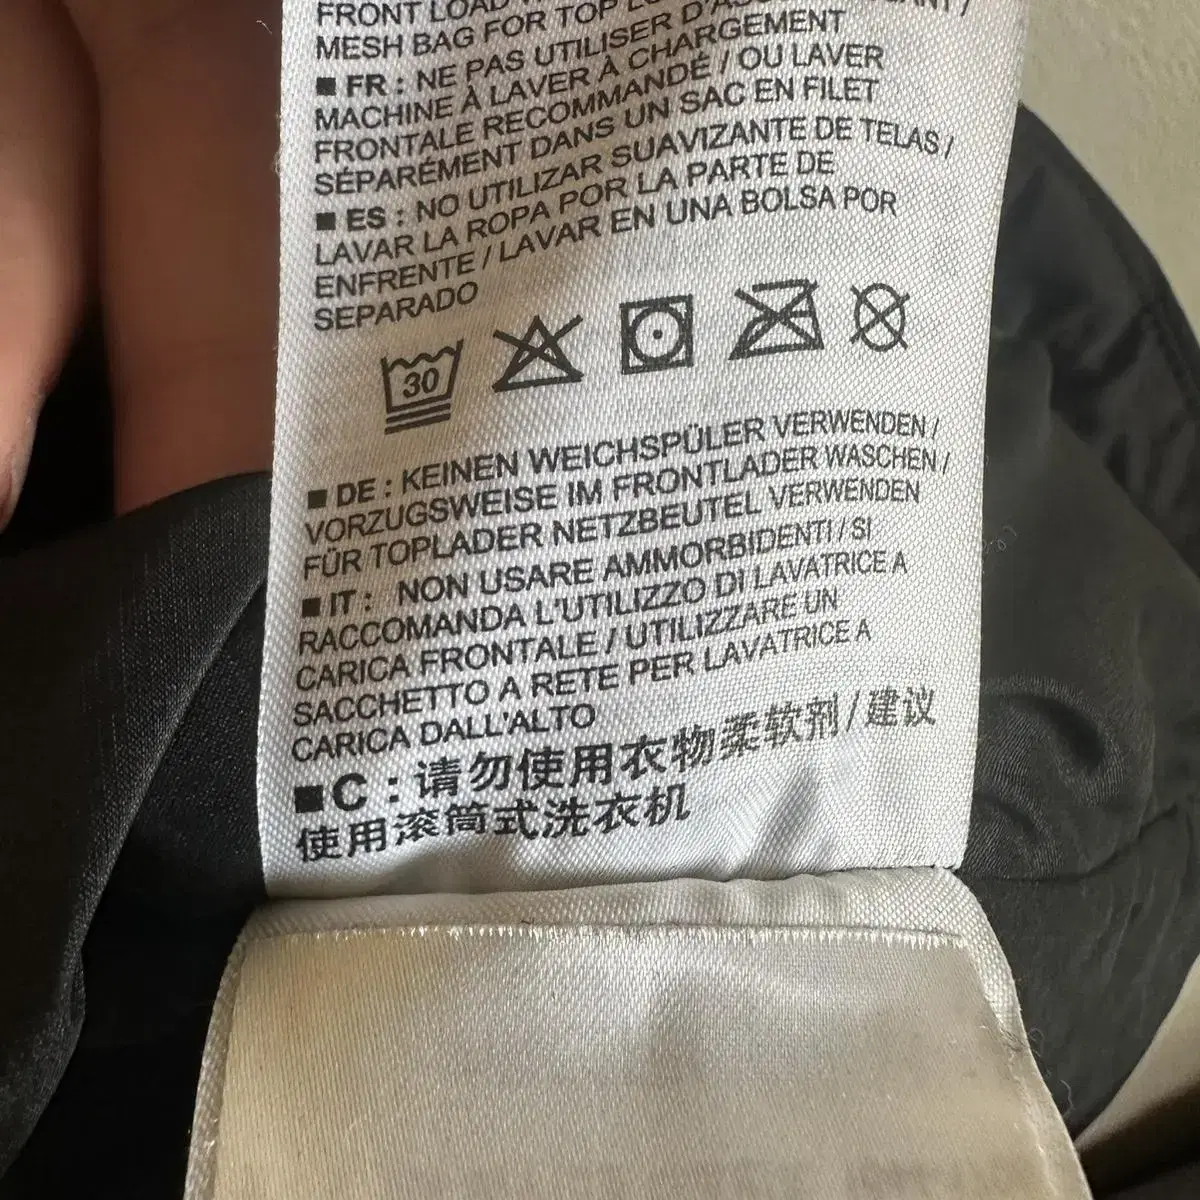 FRONT LOAD
MESH BAG FOR TOP
■ FR : NE PAS UTILISER
MACHINE À LAVER À CHARGEMENT
FRONTALE RECOMMANDÉ / OU LAVER
SÉPARÉMENT DANS UN SAC EN FILET
■ ES : NO UTILIZAR SUAVIZANTE DE TELAS /
LAVAR LA ROPA POR LA PARTE DE
ENFRENTE / LAVAR EN UNA BOLSA POR
SEPARADO
30
■ DE : KEINEN WEICHSPÜLER VERWENDEN /
VORZUGSWEISE IM FRONTLADER WASCHEN /
FÜR TOPLADER NETZBEUTEL VERWENDEN
■ IT : NON USARE AMMORBIDENTI / SI
RACCOMANDA L'UTILIZZO DI LAVATRICE A
CARICA FRONTALE / UTILIZZARE UN
SACCHETTO A RETE PER LAVATRICE A
CARICA DALL'ALTO
■ C : 请勿使用衣物柔软剂/建议
使用滚筒式洗衣机